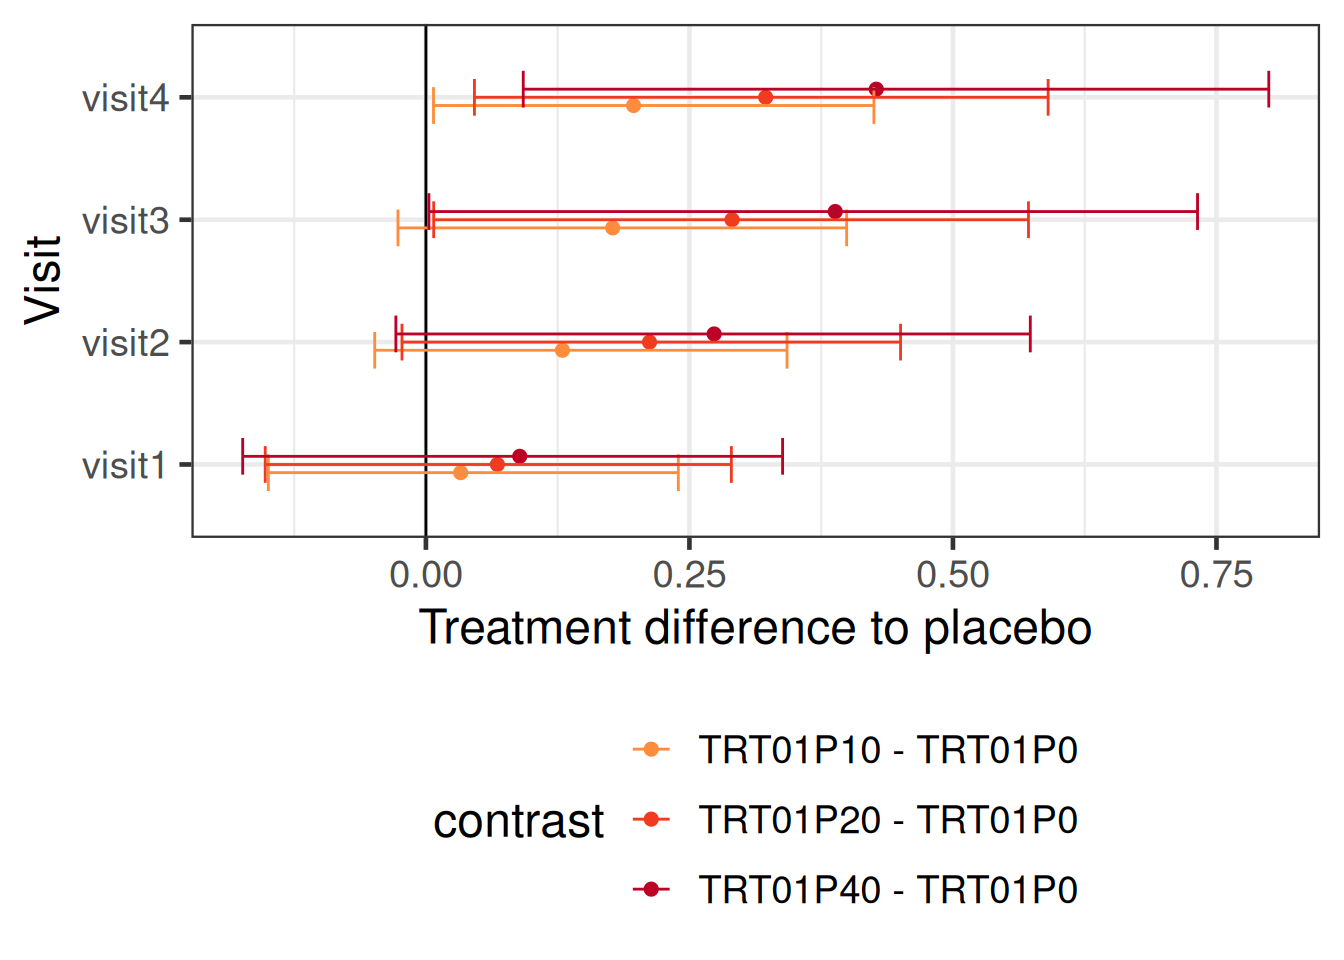 visit4
visit3
visit2
visit1
Visit
0.00 0.25 0.50 0.75
Treatment difference to placebo
contrast
TRT01P10 - TRT01P0
TRT01P20 - TRT01P0
TRT01P40 - TRT01P0